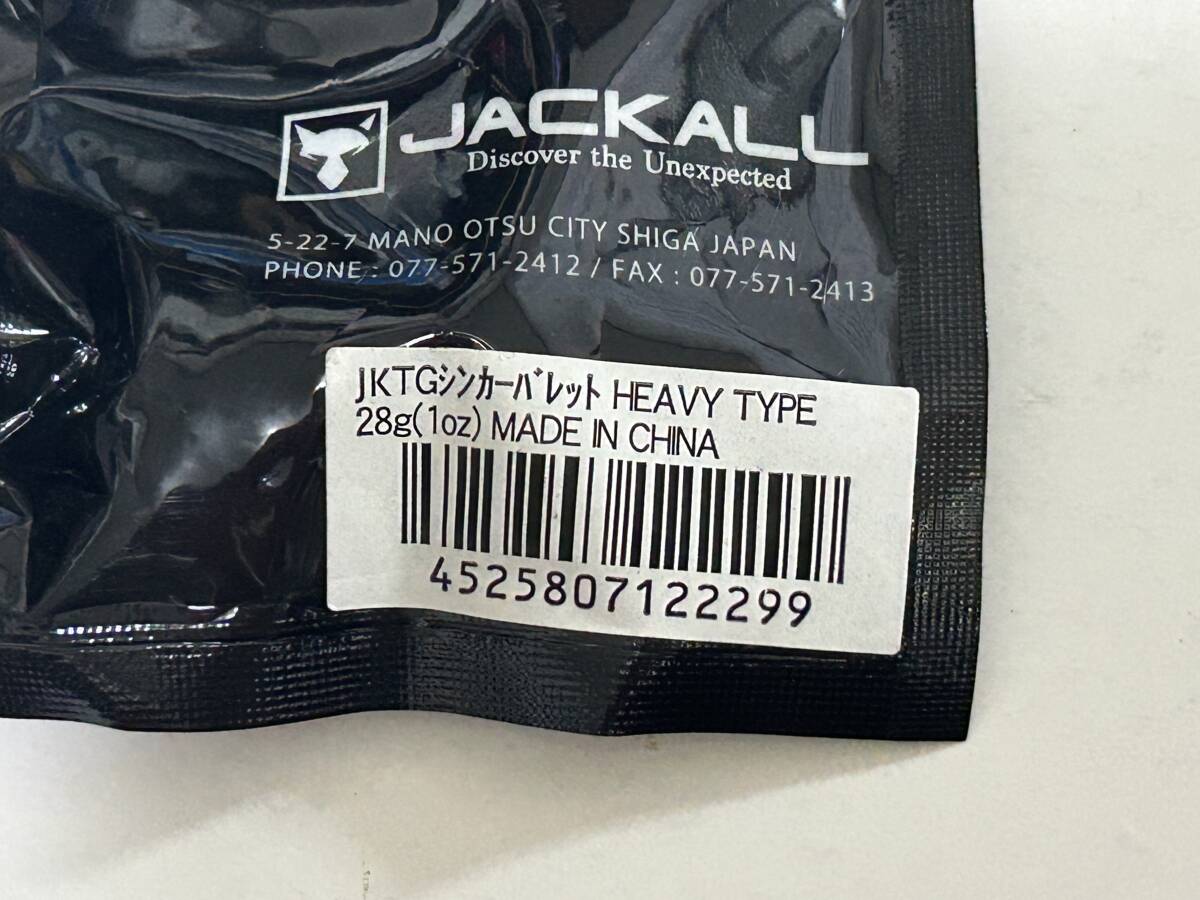 JACKALL
Discover the Unexpected
5-22-7 MANO OTSU CITY SHIGA JAPAN
PHONE : 077-571-2412 / FAX : 077-571-2413
JKTGｼﾝｶｰﾊﾞﾚｯﾄ HEAVY TYPE
28g(1oz) MADE IN CHINA
4525807122299